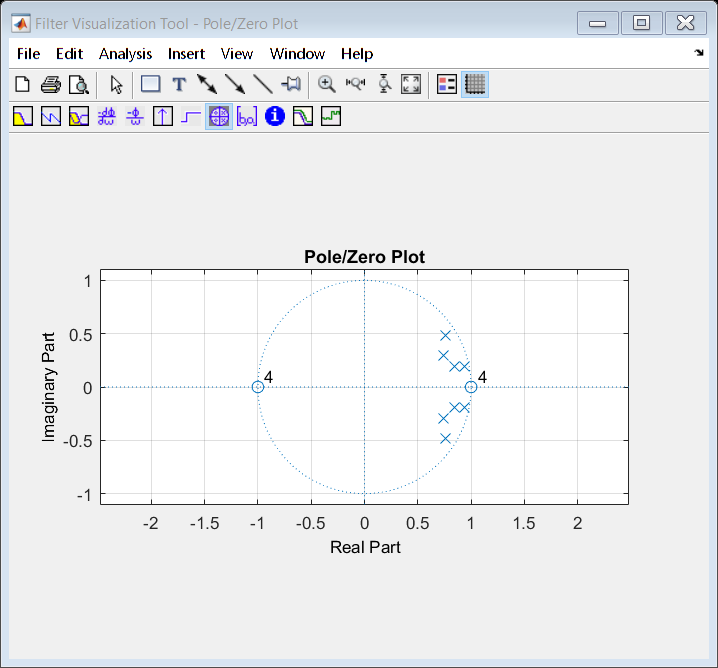 Filter Visualization Tool - Pole/Zero Plot
File Edit Analysis Insert View Window Help
T
[b,a] i
Pole/Zero Plot
Imaginary Part
1
0.5
0
-0.5
-1
4
4
-2 -1.5 -1 -0.5 0 0.5 1 1.5 2
Real Part